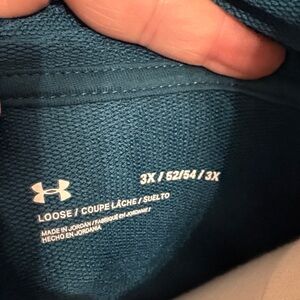 3X / 52/54 / 3X
LOOSE / COUPE LÂCHE / SUELTO
MADE IN JORDAN / FABRIQUÉ EN JORDANIE /
HECHO EN JORDANIA